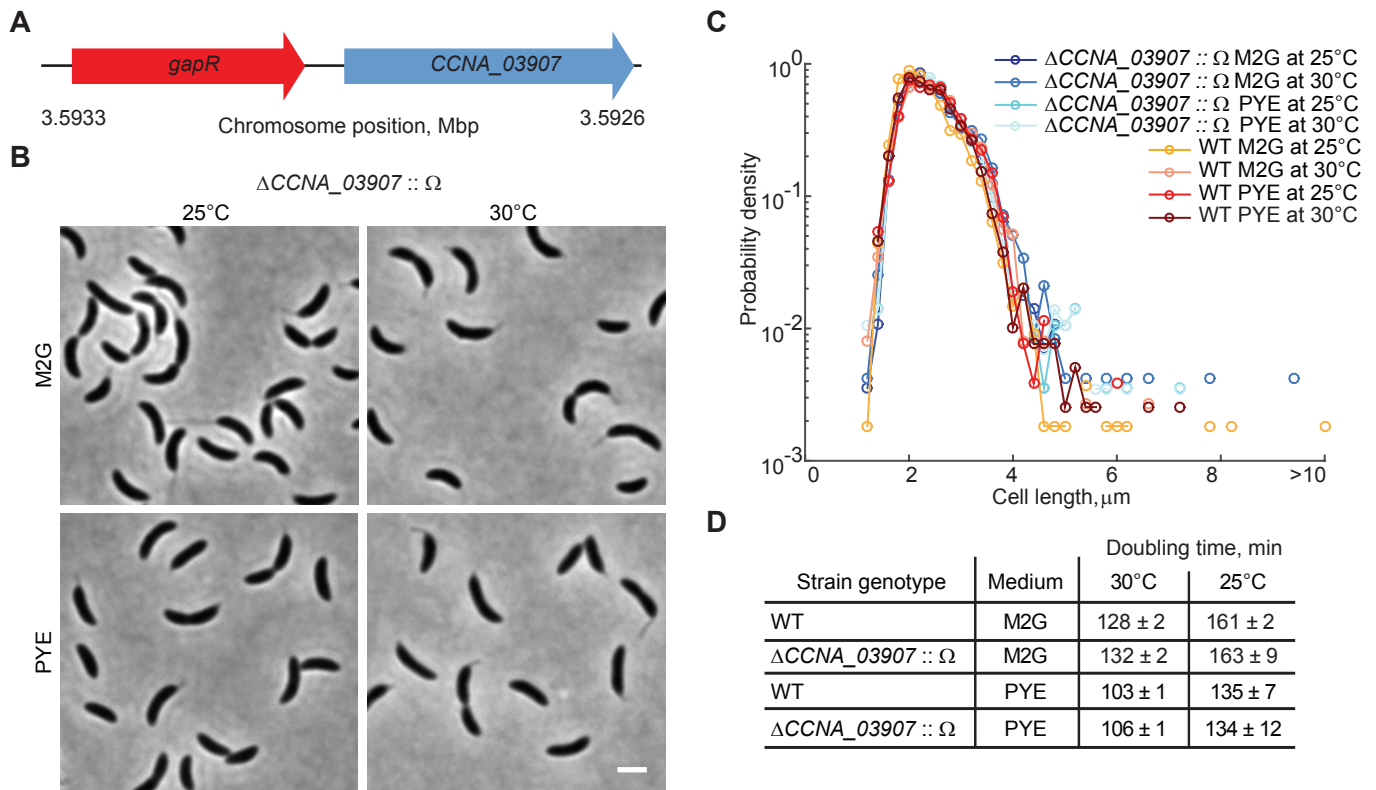 A
gapR
CCNA_03907
3.5933
Chromosome position, Mbp
3.5926
B
ΔCCNA_03907 :: Ω
25°C
30°C
M2G
PYE
C
Probability density
10⁰
10⁻¹
10⁻²
10⁻³
0
2
4
6
8
>10
Cell length, μm
ΔCCNA_03907 :: Ω M2G at 25°C
ΔCCNA_03907 :: Ω M2G at 30°C
ΔCCNA_03907 :: Ω PYE at 25°C
ΔCCNA_03907 :: Ω PYE at 30°C
WT M2G at 25°C
WT M2G at 30°C
WT PYE at 25°C
WT PYE at 30°C
D
Doubling time, min
Strain genotype Medium 30°C 25°C
WT M2G 128 ± 2 161 ± 2
ΔCCNA_03907 :: Ω M2G 132 ± 2 163 ± 9
WT PYE 103 ± 1 135 ± 7
ΔCCNA_03907 :: Ω PYE 106 ± 1 134 ± 12